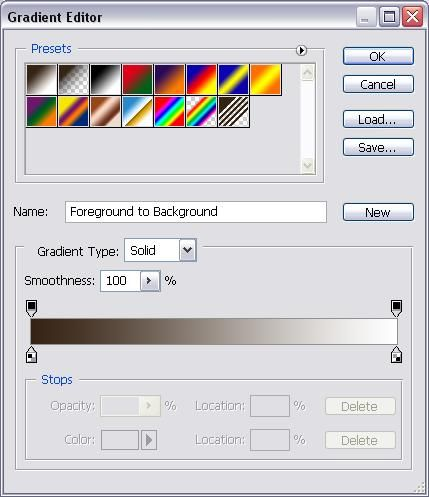 Gradient Editor
Presets
OK
Cancel
Load...
Save...
Name: Foreground to Background
New
Gradient Type: Solid
Smoothness: 100 %
Stops
Opacity: % Location: % Delete
Color: Location: % Delete